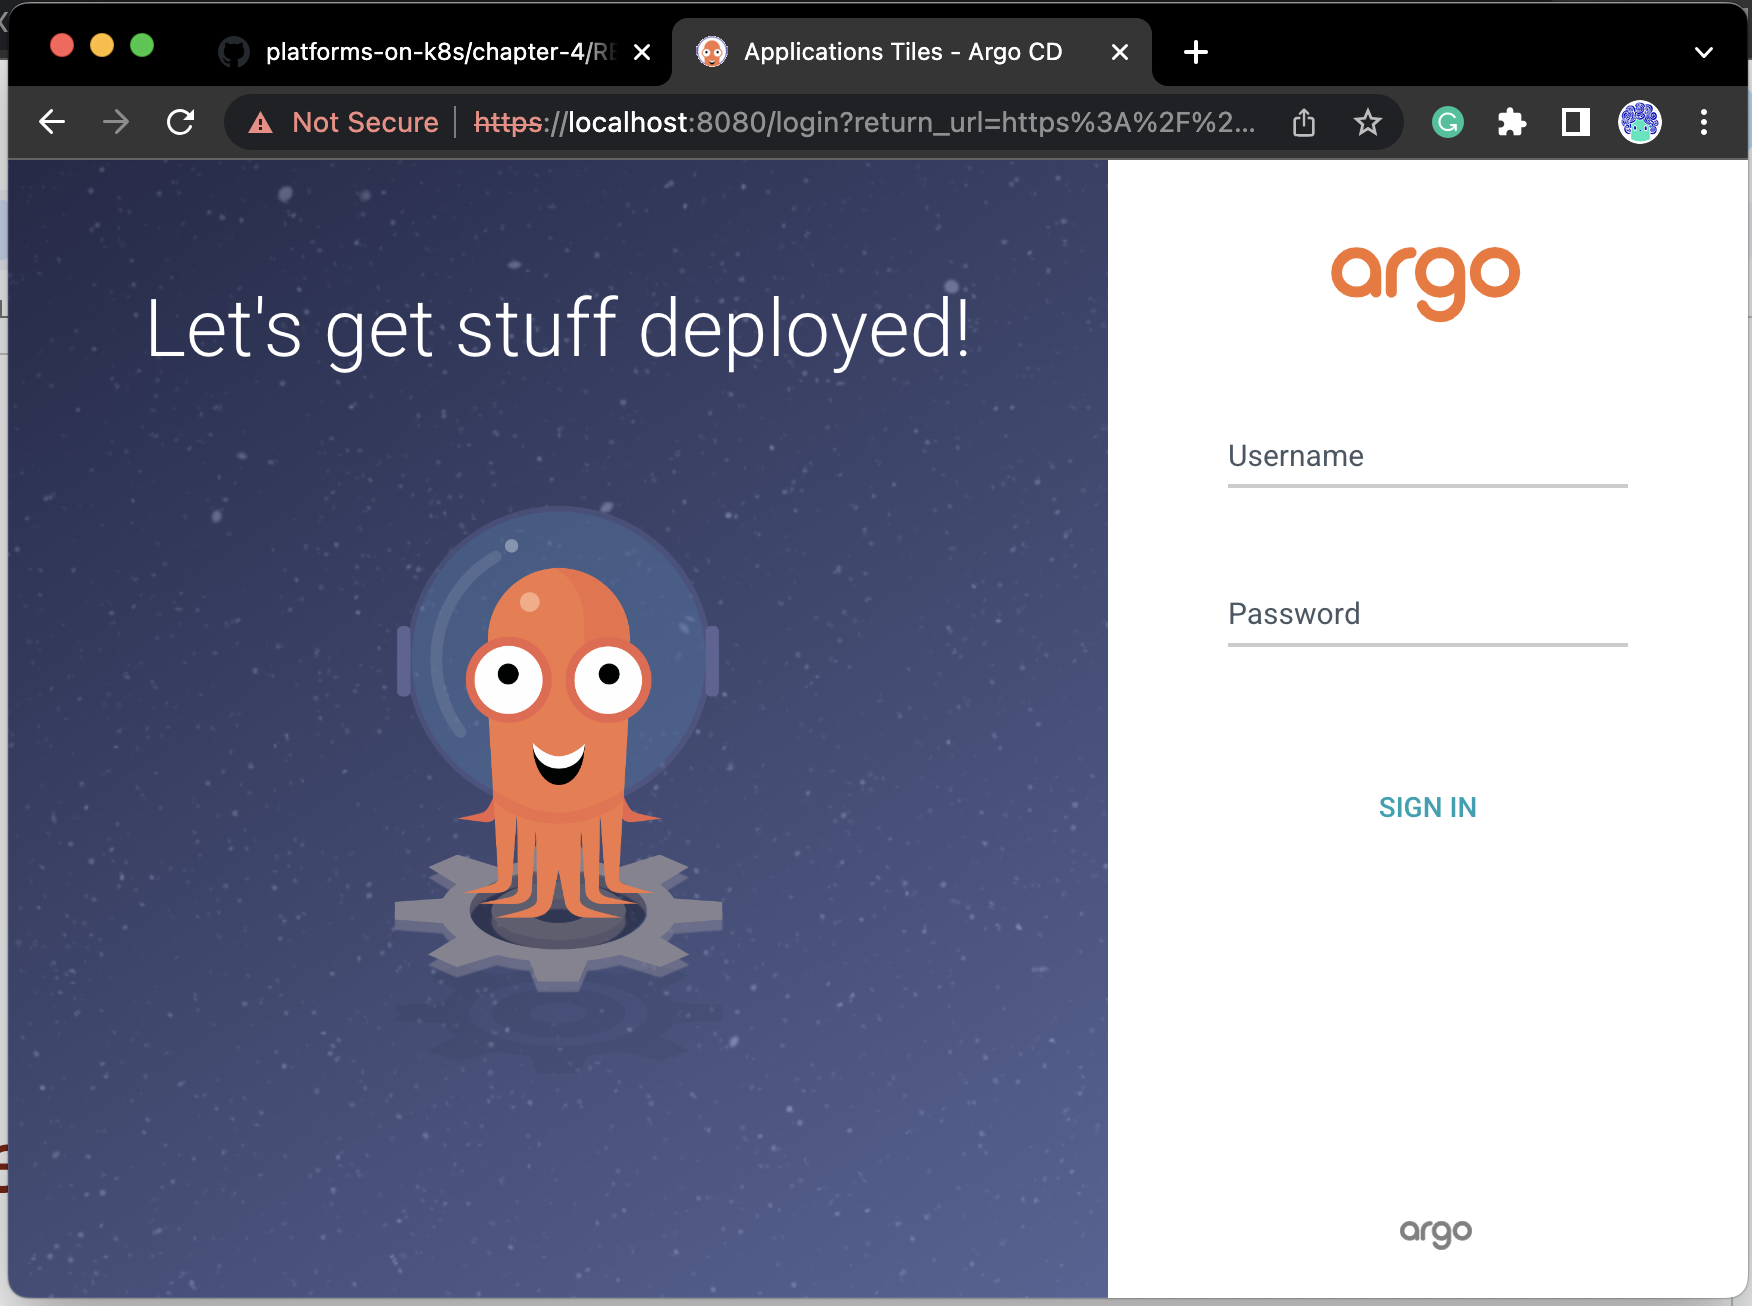 platforms-on-k8s/chapter-4/RE
Applications Tiles - Argo CD
Not Secure
https://localhost:8080/login?return_url=https%3A%2F%2...
Let's get stuff deployed!
argo
Username
Password
SIGN IN
argo